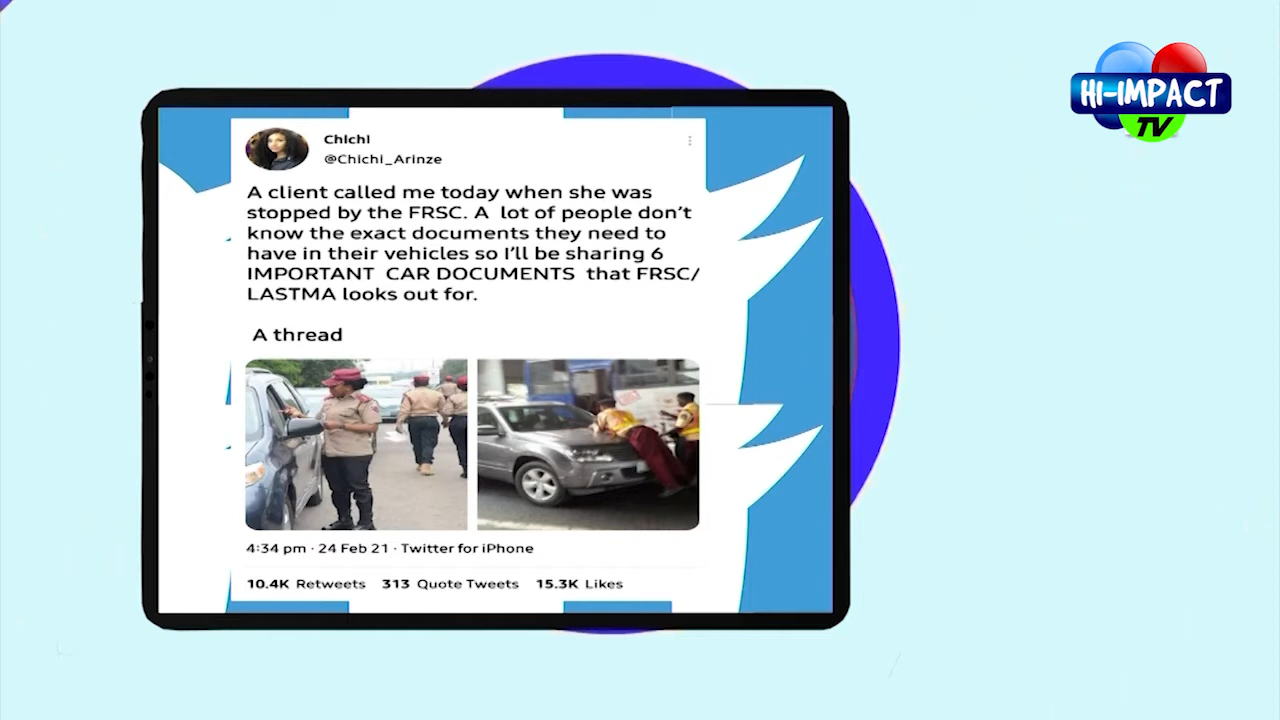 HI-IMPACT
TV
Chichi
@Chichi_Arinze
A client called me today when she was
stopped by the FRSC. A lot of people don't
know the exact documents they need to
have in their vehicles so I'll be sharing 6
IMPORTANT CAR DOCUMENTS that FRSC/
LASTMA looks out for.
A thread
4:34 pm · 24 Feb 21 · Twitter for iPhone
10.4K Retweets 313 Quote Tweets 15.3K Likes